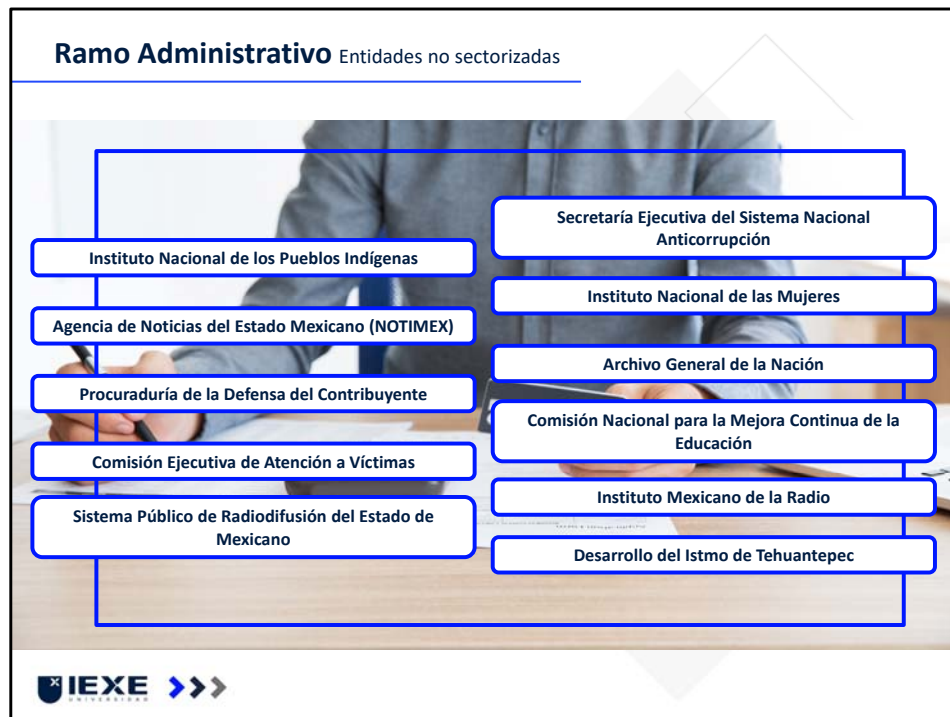 Ramo Administrativo Entidades no sectorizadas
Instituto Nacional de los Pueblos Indígenas
Agencia de Noticias del Estado Mexicano (NOTIMEX)
Procuraduría de la Defensa del Contribuyente
Comisión Ejecutiva de Atención a Víctimas
Sistema Público de Radiodifusión del Estado de
Mexicano
Secretaría Ejecutiva del Sistema Nacional
Anticorrupción
Instituto Nacional de las Mujeres
Archivo General de la Nación
Comisión Nacional para la Mejora Continua de la
Educación
Instituto Mexicano de la Radio
Desarrollo del Istmo de Tehuantepec
IEXE
UNIVERSIDAD